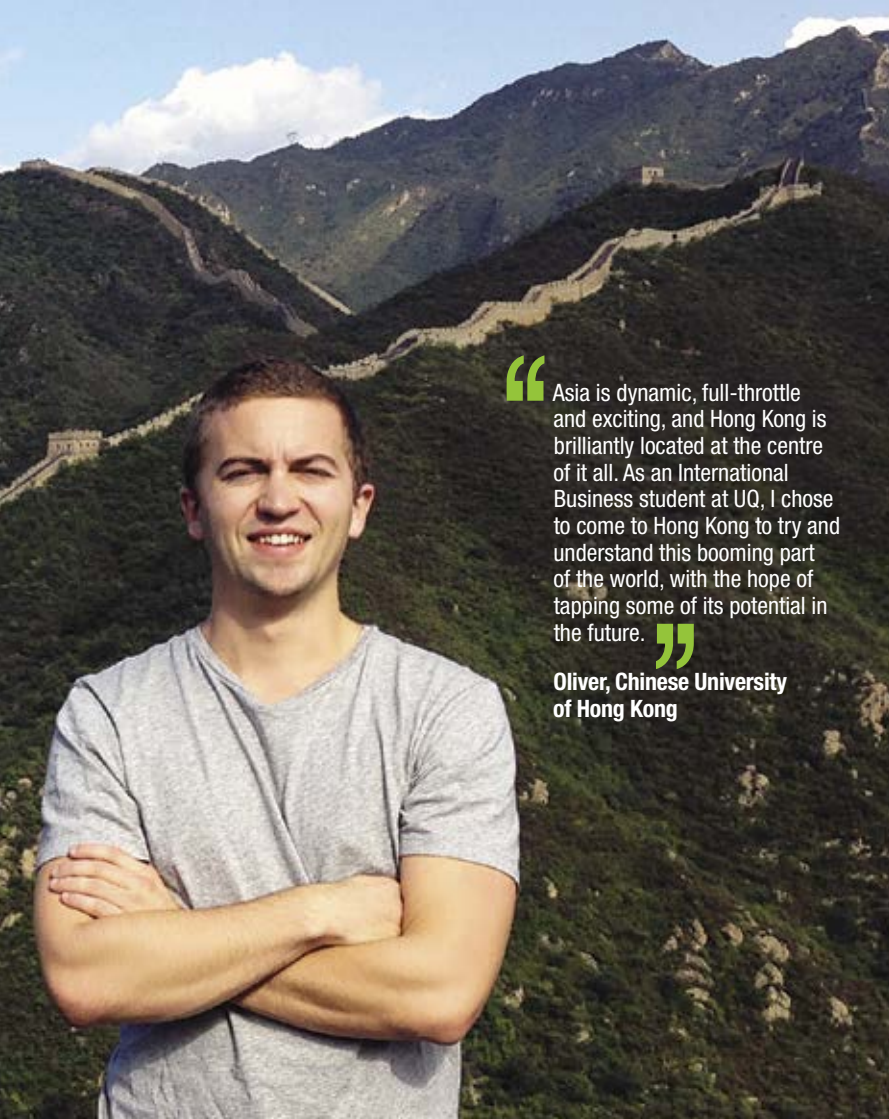 “ Asia is dynamic, full-throttle
and exciting, and Hong Kong is
brilliantly located at the centre
of it all. As an International
Business student at UQ, I chose
to come to Hong Kong to try and
understand this booming part
of the world, with the hope of
tapping some of its potential in
the future. ”
Oliver, Chinese University
of Hong Kong